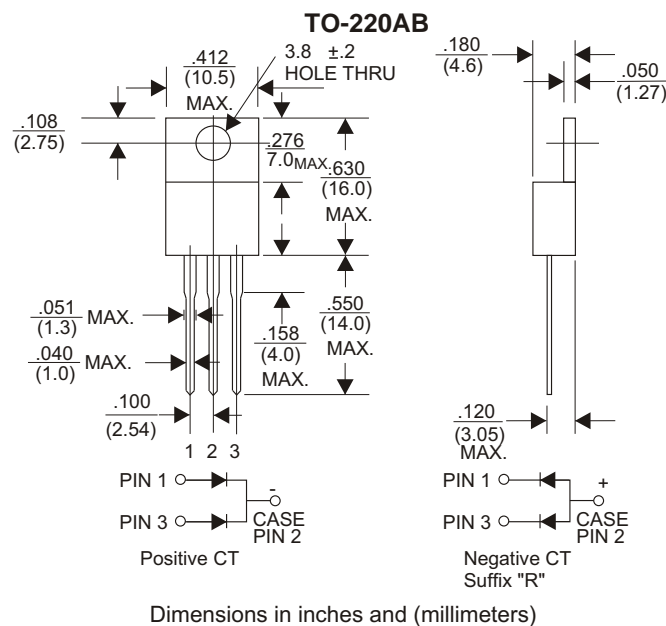 TO-220AB
.412
(10.5)
MAX.
3.8 ±.2
HOLE THRU
.180
(4.6)
.050
(1.27)
.108
(2.75)
.276
7.0MAX.
.630
(16.0)
MAX.
.051
(1.3) MAX.
.040
(1.0) MAX.
.158
(4.0)
MAX.
.550
(14.0)
MAX.
.100
(2.54)
.120
(3.05)
MAX.
1 2 3
PIN 1
PIN 3
-
CASE
PIN 2
Positive CT
PIN 1
PIN 3
+
CASE
PIN 2
Negative CT
Suffix "R"
Dimensions in inches and (millimeters)